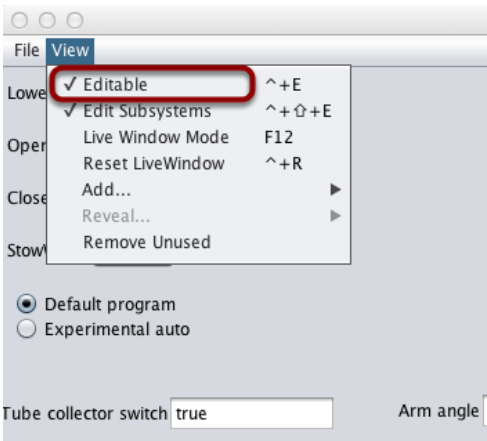 File View
Lowe
✓ Editable ^+E
✓ Edit Subsystems ^+⇧+E
Oper
Live Window Mode F12
Reset LiveWindow ^+R
Close
Add...
Reveal...
Stow
Remove Unused
Default program
Experimental auto
Tube collector switch true Arm angle